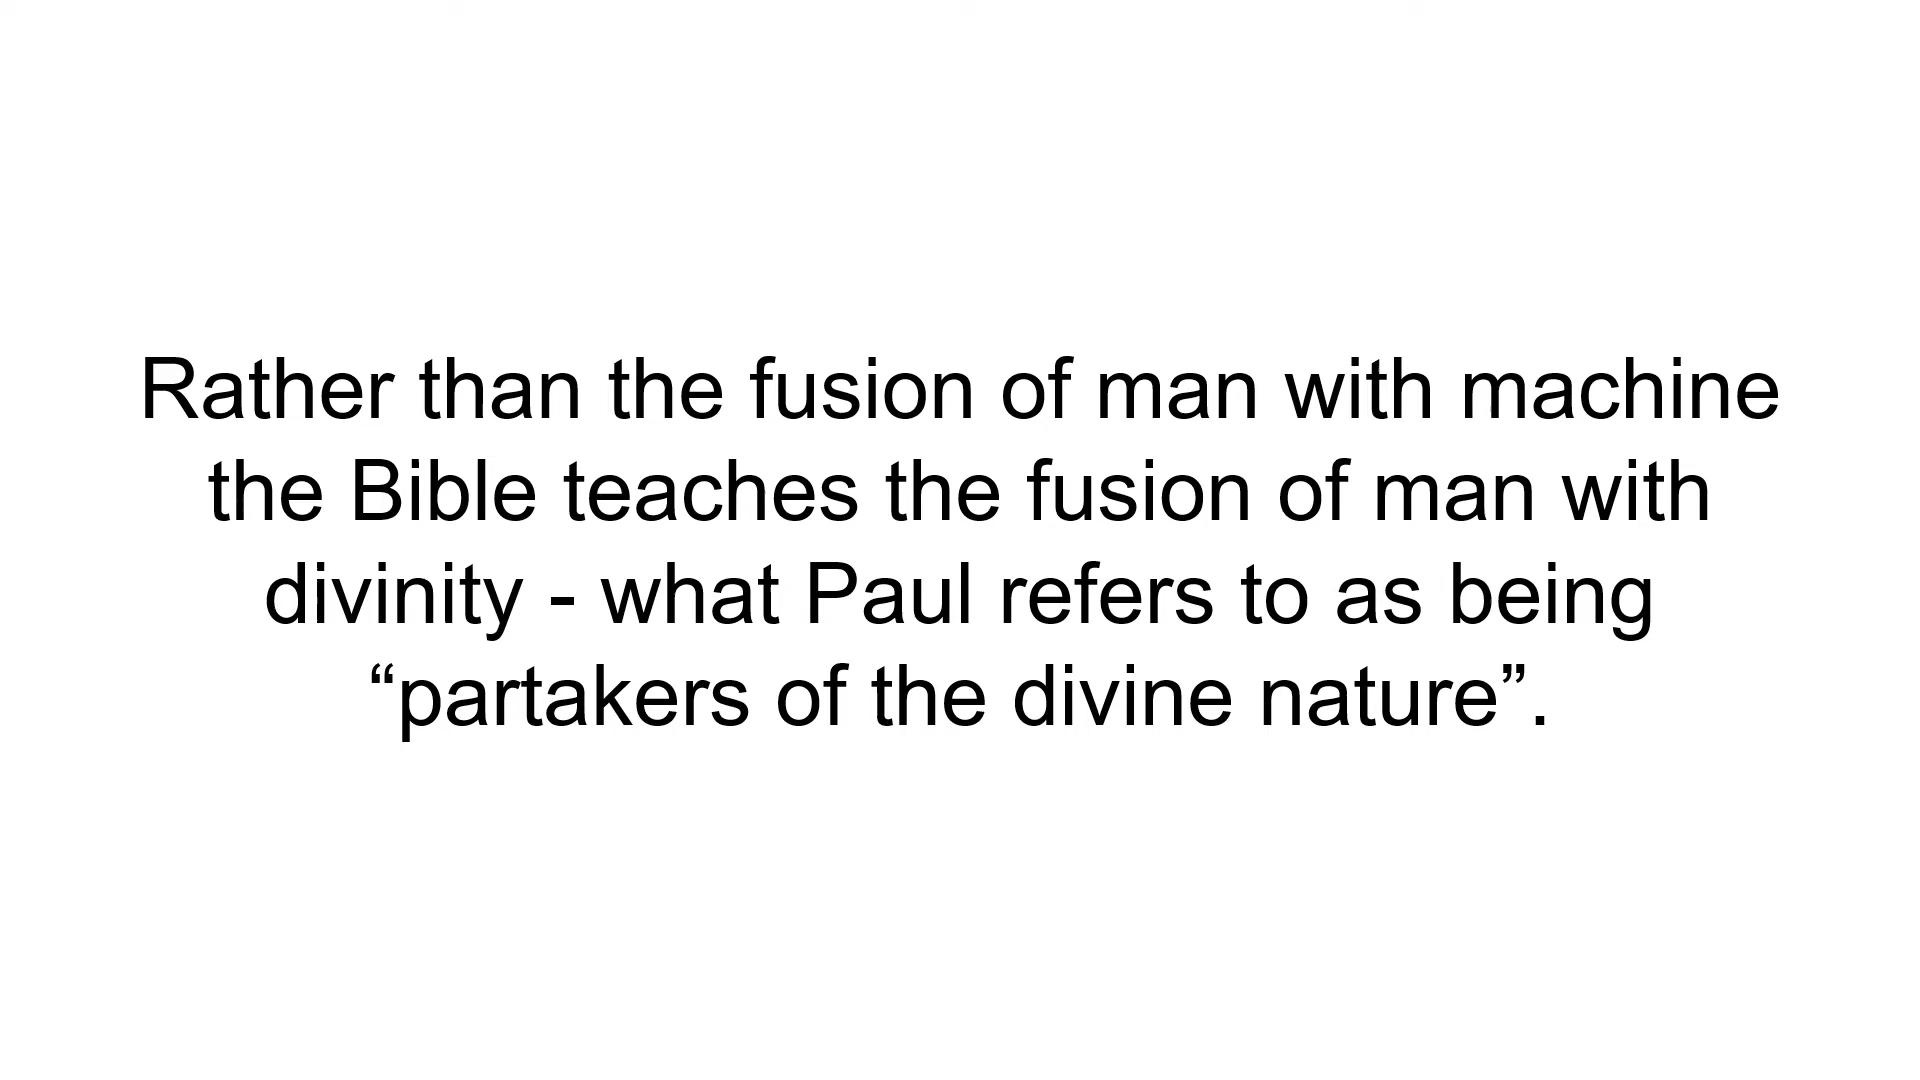 Rather than the fusion of man with machine
the Bible teaches the fusion of man with
divinity - what Paul refers to as being
“partakers of the divine nature”.